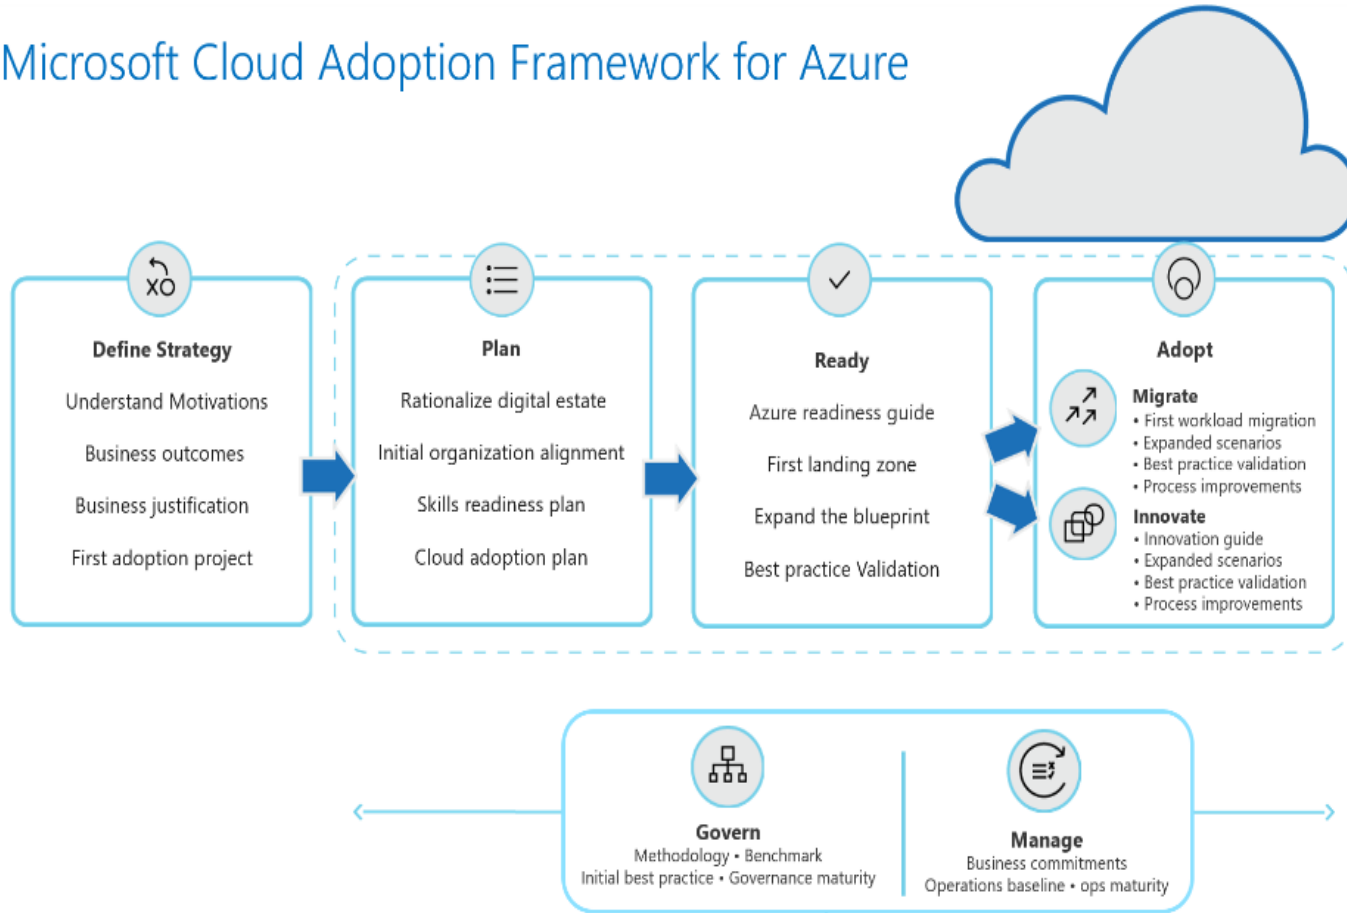 Microsoft Cloud Adoption Framework for Azure
Define Strategy
Understand Motivations
Business outcomes
Business justification
First adoption project
Plan
Rationalize digital estate
Initial organization alignment
Skills readiness plan
Cloud adoption plan
Ready
Azure readiness guide
First landing zone
Expand the blueprint
Best practice Validation
Adopt
Migrate
• First workload migration
• Expanded scenarios
• Best practice validation
• Process improvements
Innovate
• Innovation guide
• Expanded scenarios
• Best practice validation
• Process improvements
Govern
Methodology • Benchmark
Initial best practice • Governance maturity
Manage
Business commitments
Operations baseline • ops maturity